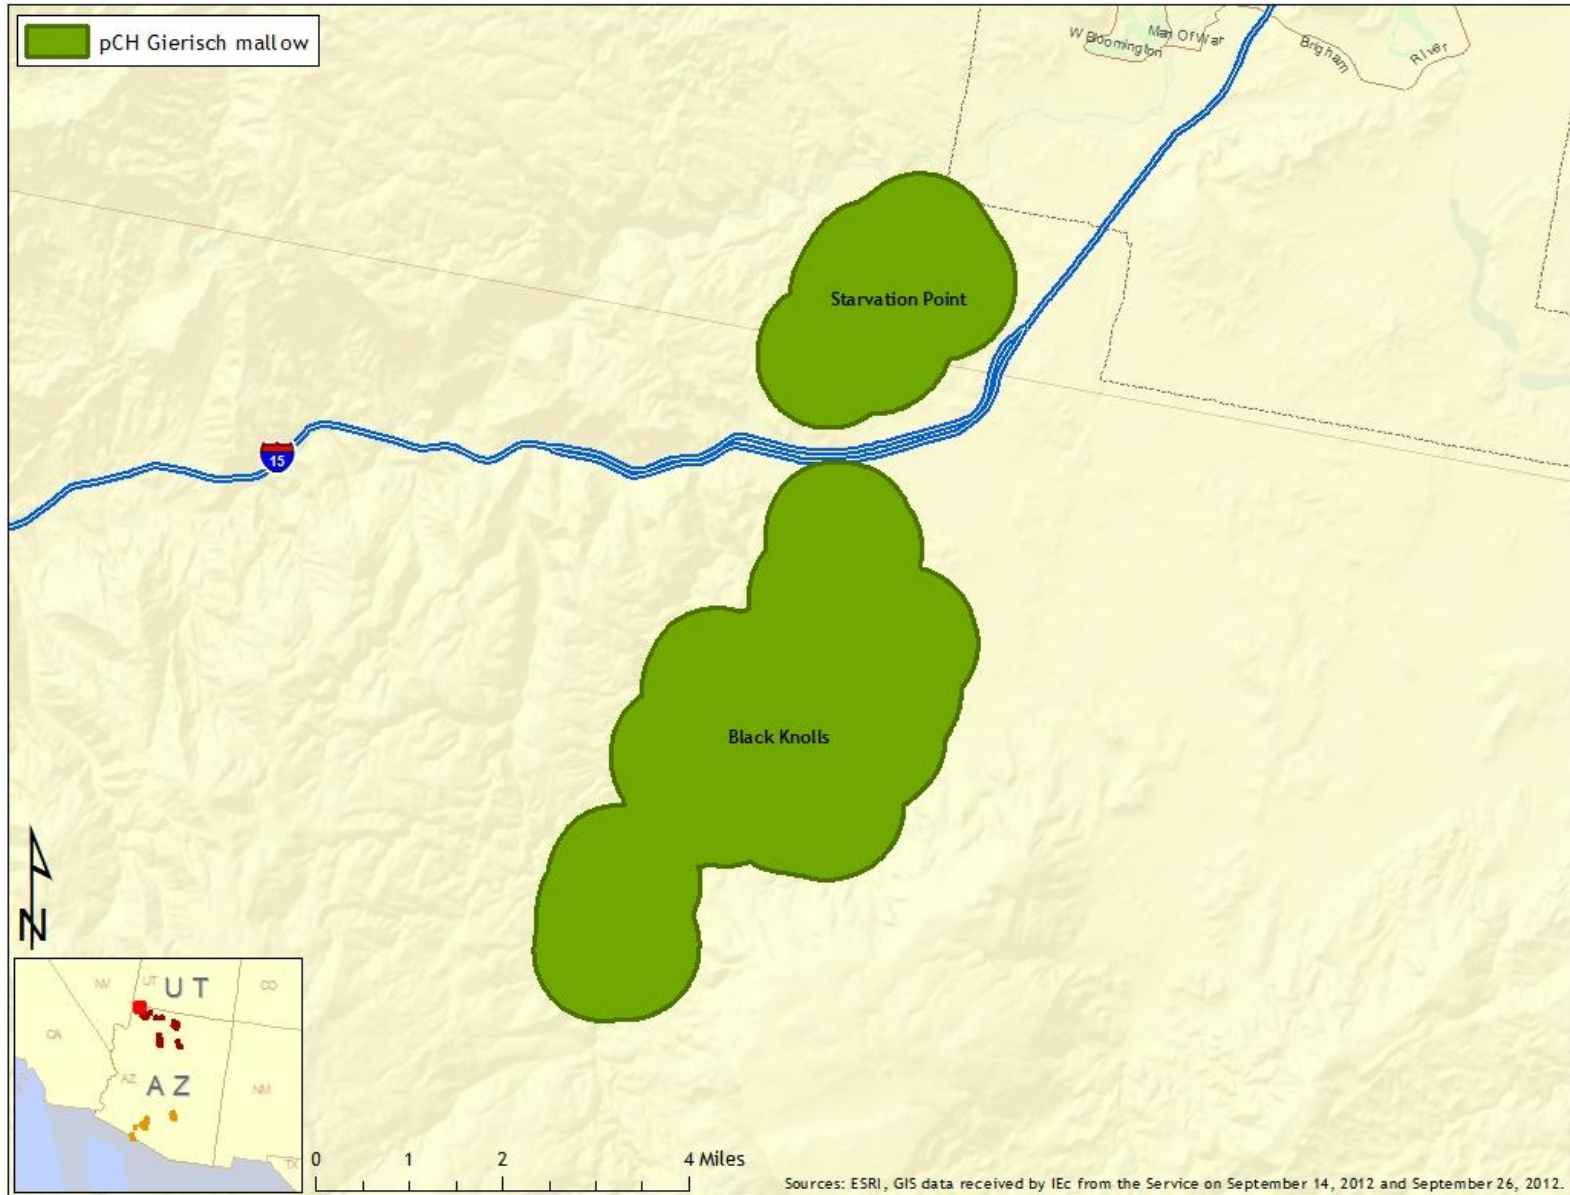 pCH Gierisch mallow
W Bloomington
Man Of War
Brigham
River
Starvation Point
15
Black Knolls
N
NV
UT
UT
CO
CA
AZ
AZ
NM
TX
0 1 2 4 Miles
Sources: ESRI, GIS data received by IEc from the Service on September 14, 2012 and September 26, 2012.